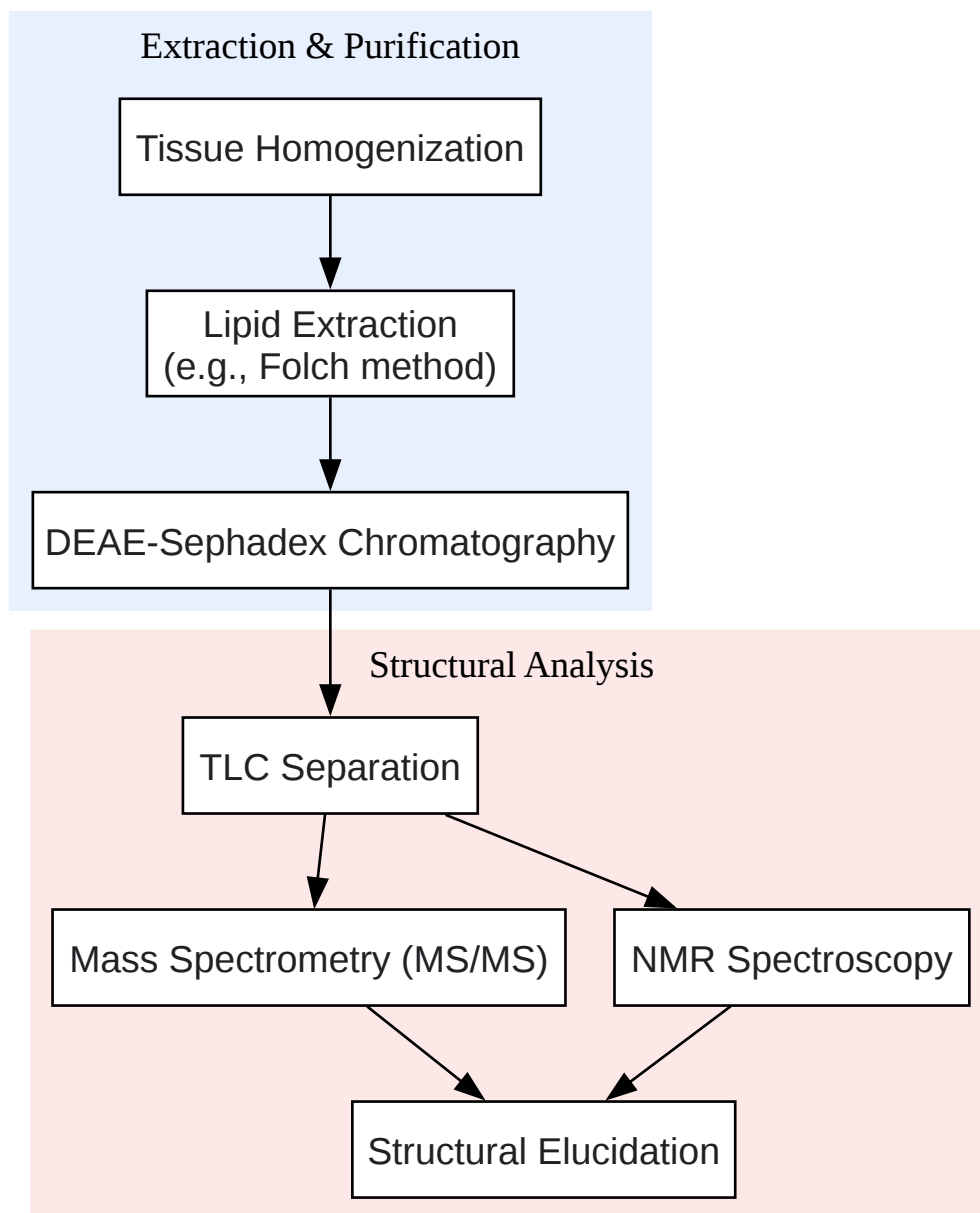 Extraction & Purification
Tissue Homogenization
Lipid Extraction
(e.g., Folch method)
DEAE-Sephadex Chromatography
Structural Analysis
TLC Separation
Mass Spectrometry (MS/MS)
NMR Spectroscopy
Structural Elucidation